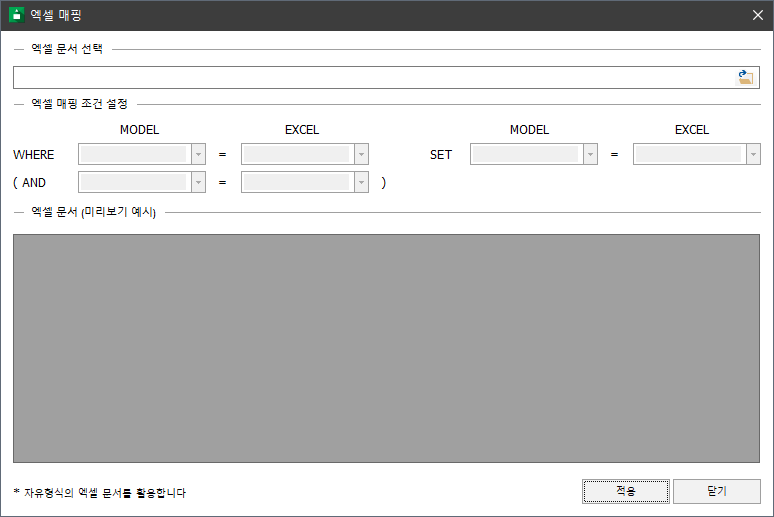 엑셀 매핑
엑셀 문서 선택
엑셀 매핑 조건 설정
MODEL EXCEL MODEL EXCEL
WHERE = SET =
( AND = )
엑셀 문서 (미리보기 예시)
* 자유형식의 엑셀 문서를 활용합니다
적용 닫기